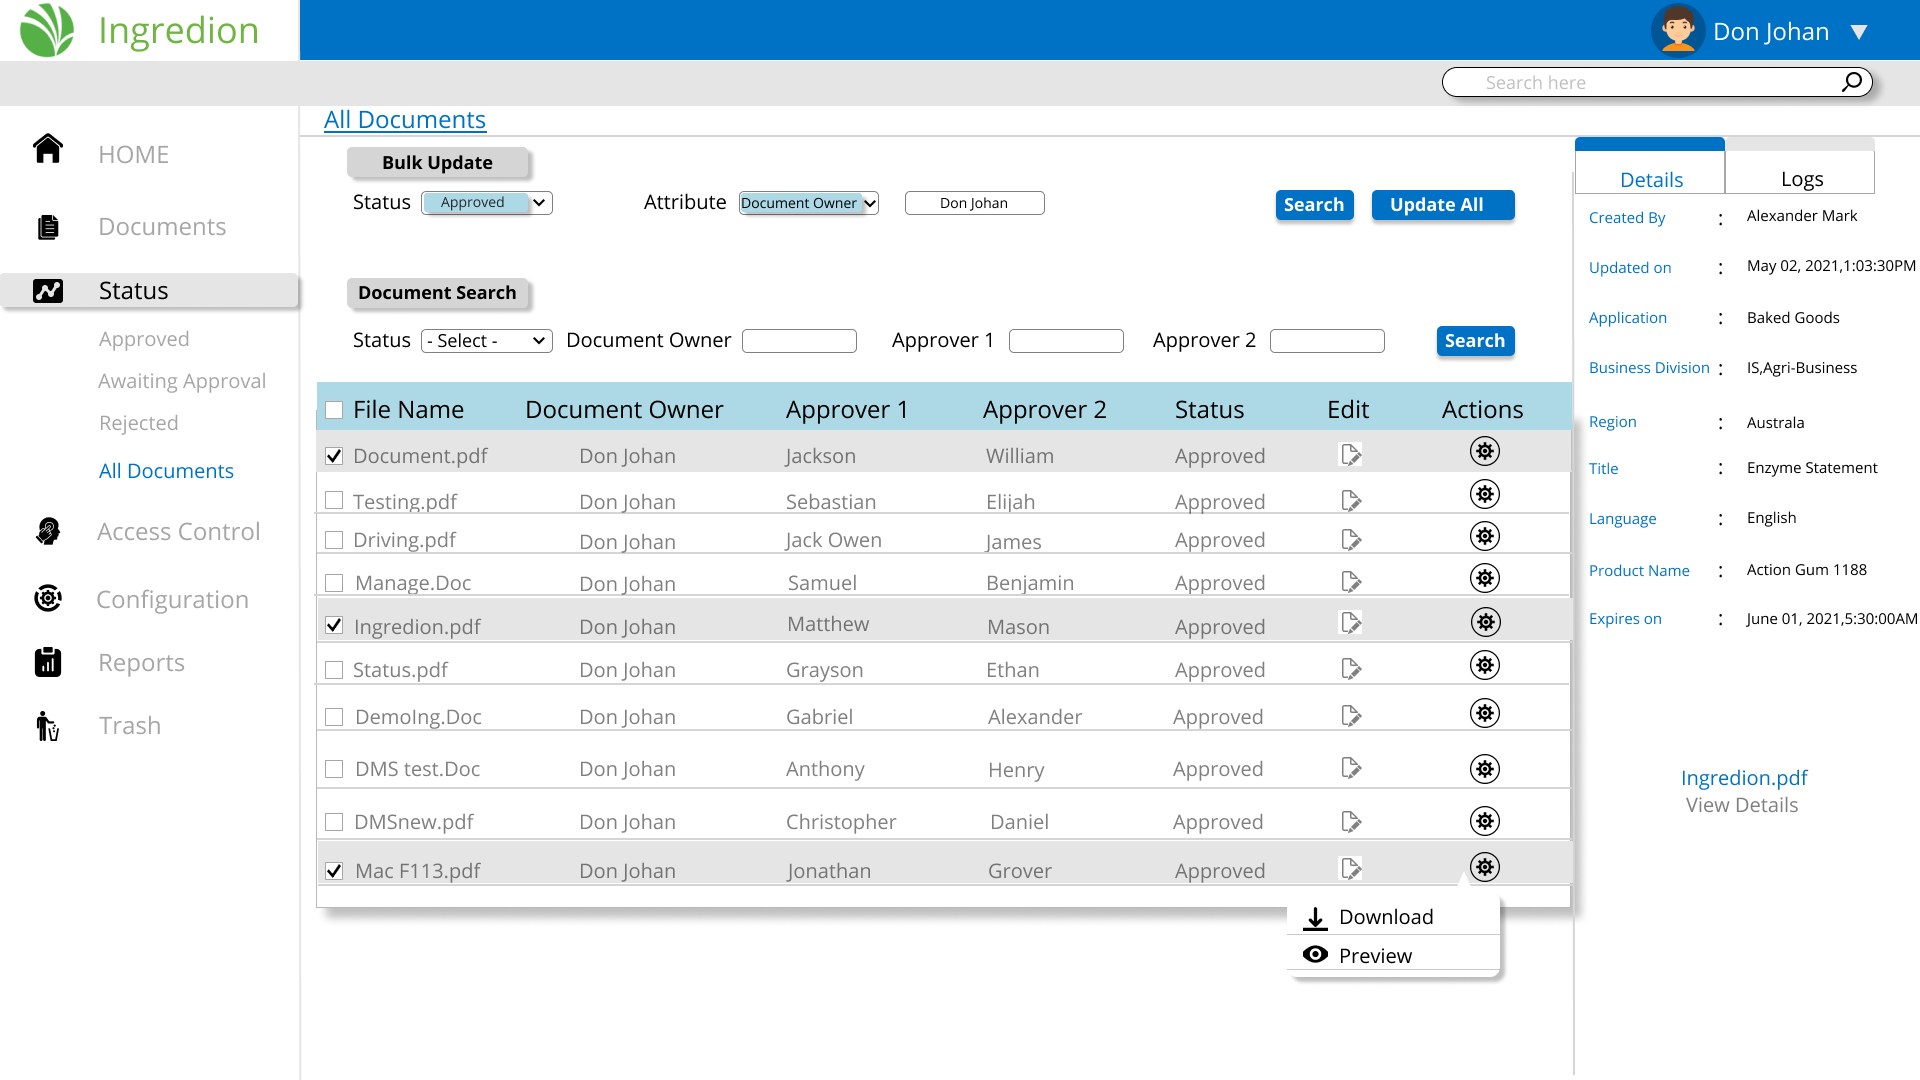 Ingredion
Don Johan
Search here
All Documents
HOME
Documents
Status
Approved
Awaiting Approval
Rejected
All Documents
Access Control
Configuration
Reports
Trash
Bulk Update
Status Approved Attribute Document Owner Don Johan Search Update All
Document Search
Status - Select - Document Owner Approver 1 Approver 2 Search
File Name Document Owner Approver 1 Approver 2 Status Edit Actions
Document.pdf Don Johan Jackson William Approved
Testing.pdf Don Johan Sebastian Elijah Approved
Driving.pdf Don Johan Jack Owen James Approved
Manage.Doc Don Johan Samuel Benjamin Approved
Ingredion.pdf Don Johan Matthew Mason Approved
Status.pdf Don Johan Grayson Ethan Approved
DemoIng.Doc Don Johan Gabriel Alexander Approved
DMS test.Doc Don Johan Anthony Henry Approved
DMSnew.pdf Don Johan Christopher Daniel Approved
Mac F113.pdf Don Johan Jonathan Grover Approved
Download
Preview
Details Logs
Created By : Alexander Mark
Updated on : May 02, 2021,1:03:30PM
Application : Baked Goods
Business Division : IS,Agri-Business
Region : Australa
Title : Enzyme Statement
Language : English
Product Name : Action Gum 1188
Expires on : June 01, 2021,5:30:00AM
Ingredion.pdf
View Details